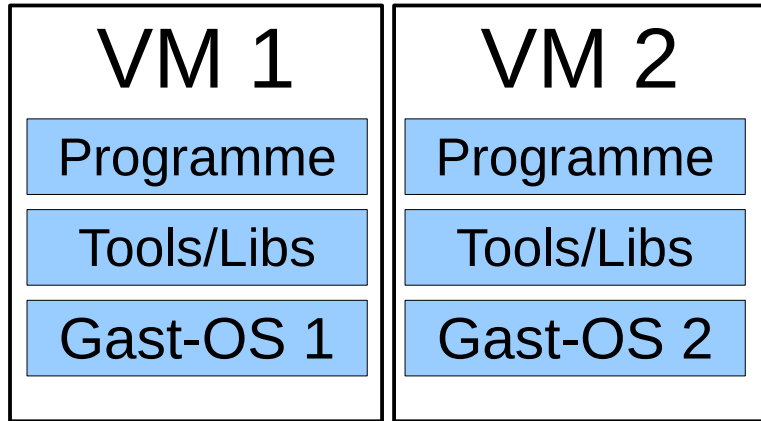 VM 1
Programme
Tools/Libs
Gast-OS 1
VM 2
Programme
Tools/Libs
Gast-OS 2